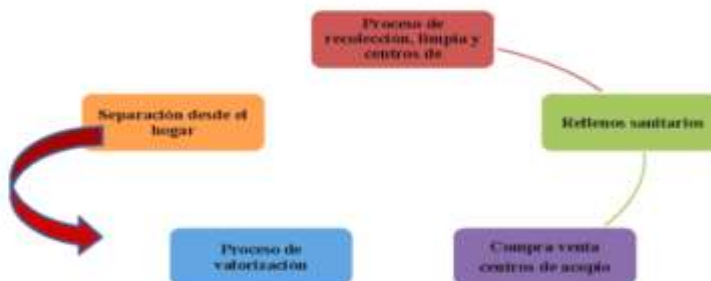 Proceso de
recolección, limpia y
centros de
Separación desde el
hogar
Rellenos sanitarios
Proceso de
valorización
Compra venta
centros de acopio